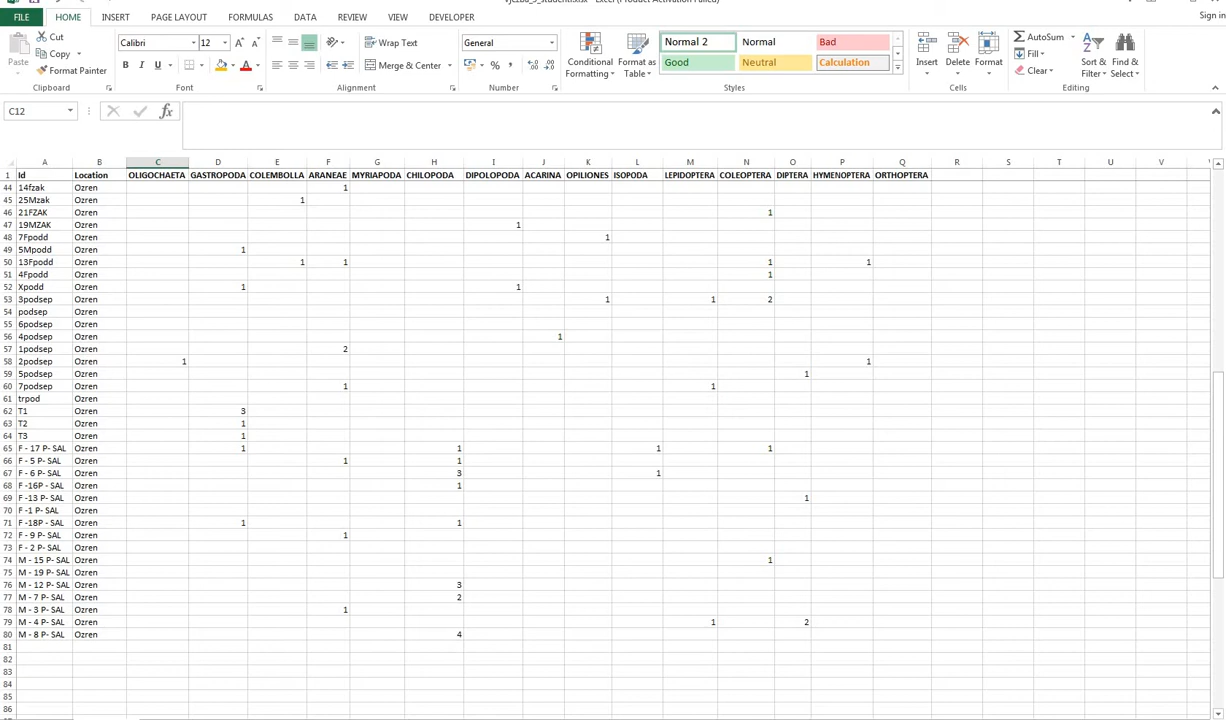 FILE HOME INSERT PAGE LAYOUT FORMULAS DATA REVIEW VIEW DEVELOPER Sign in
Paste Cut Copy Format Painter
Calibri 12
B I U A
Wrap Text
Merge & Center
General
% ,
Conditional Formatting
Format as Table
Normal 2 Normal Bad
Good Neutral Calculation
Insert Delete Format
AutoSum
Fill
Clear
Sort & Filter
Find & Select
Clipboard Font Alignment Number Styles Cells Editing
C12 fx
A B C D E F G H I J K L M N O P Q R S T U V
1 Id Location OLIGOCHAETA GASTROPODA COLEMBOLLA ARANEAE MYRIAPODA CHILOPODA DIPOLOPODA ACARINA OPILIONES ISOPODA LEPIDOPTERA COLEOPTERA DIPTERA HYMENOPTERA ORTHOPTERA
44 14fzak Ozren 1
45 25Mzak Ozren 1
46 21FZAK Ozren 1
47 19MZAK Ozren 1
48 7Fpodd Ozren 1
49 5Mpodd Ozren 1
50 13Fpodd Ozren 1 1 1 1
51 4Fpodd Ozren 1
52 Xpodd Ozren 1 1
53 3podsep Ozren 1 1 2
54 podsep Ozren
55 6podsep Ozren
56 4podsep Ozren 1
57 1podsep Ozren 2
58 2podsep Ozren 1 1
59 5podsep Ozren 1
60 7podsep Ozren 1 1
61 trpod Ozren
62 T1 Ozren 3
63 T2 Ozren 1
64 T3 Ozren 1
65 F - 17 P- SAL Ozren 1 1 1 1
66 F - 5 P- SAL Ozren 1 1
67 F - 6 P- SAL Ozren 3 1
68 F -16P - SAL Ozren 1
69 F -13 P- SAL Ozren 1
70 F -1 P- SAL Ozren
71 F -18P - SAL Ozren 1 1
72 F - 9 P- SAL Ozren 1
73 F - 2 P- SAL Ozren
74 M - 15 P- SAL Ozren 1
75 M - 19 P- SAL Ozren
76 M - 12 P- SAL Ozren 3
77 M - 7 P- SAL Ozren 2
78 M - 3 P- SAL Ozren 1
79 M - 4 P- SAL Ozren 1 2
80 M - 8 P- SAL Ozren 4
81
82
83
84
85
86